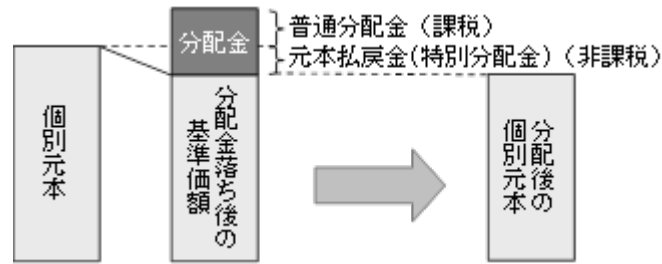 分配金
普通分配金（課税）
元本払戻金(特別分配金)（非課税）
個別元本
分配金落ち後の
基準価額
分配後の
個別元本